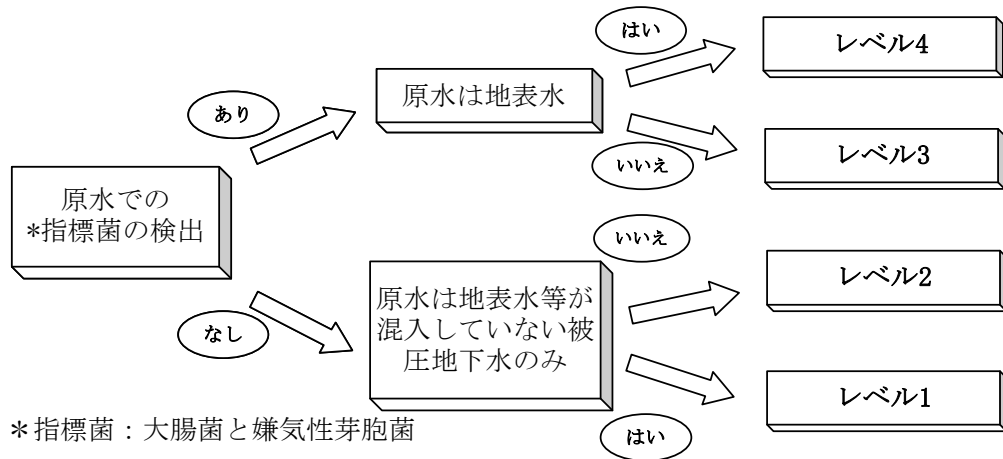 はい
レベル4
原水は地表水
あり
いいえ
レベル3
原水での
*指標菌の検出
いいえ
レベル2
原水は地表水等が
混入していない被
圧地下水のみ
なし
レベル1
はい
*指標菌：大腸菌と嫌気性芽胞菌